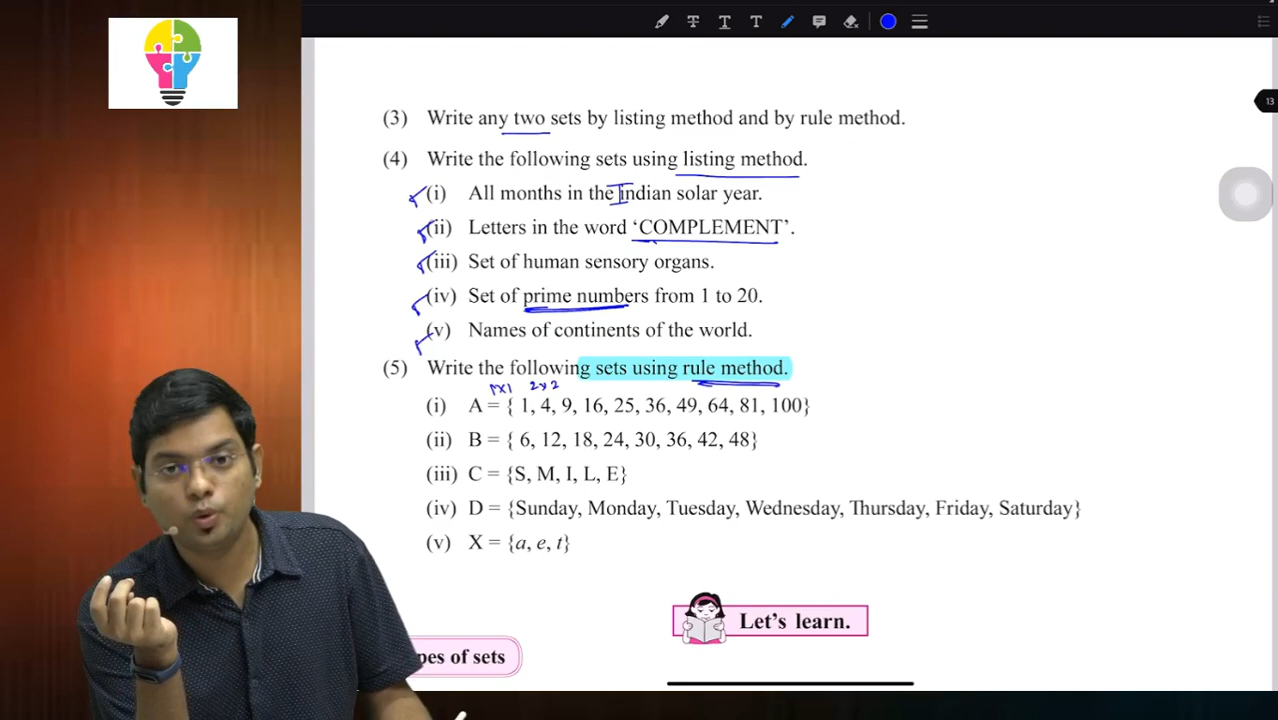 13
(3) Write any two sets by listing method and by rule method.
(4) Write the following sets using listing method.
(i) All months in the Indian solar year.
(ii) Letters in the word ‘COMPLEMENT’.
(iii) Set of human sensory organs.
(iv) Set of prime numbers from 1 to 20.
(v) Names of continents of the world.
(5) Write the following sets using rule method.
1×1 2×2
(i) A = { 1, 4, 9, 16, 25, 36, 49, 64, 81, 100}
(ii) B = { 6, 12, 18, 24, 30, 36, 42, 48}
(iii) C = {S, M, I, L, E}
(iv) D = {Sunday, Monday, Tuesday, Wednesday, Thursday, Friday, Saturday}
(v) X = {a, e, t}
Let’s learn.
pes of sets